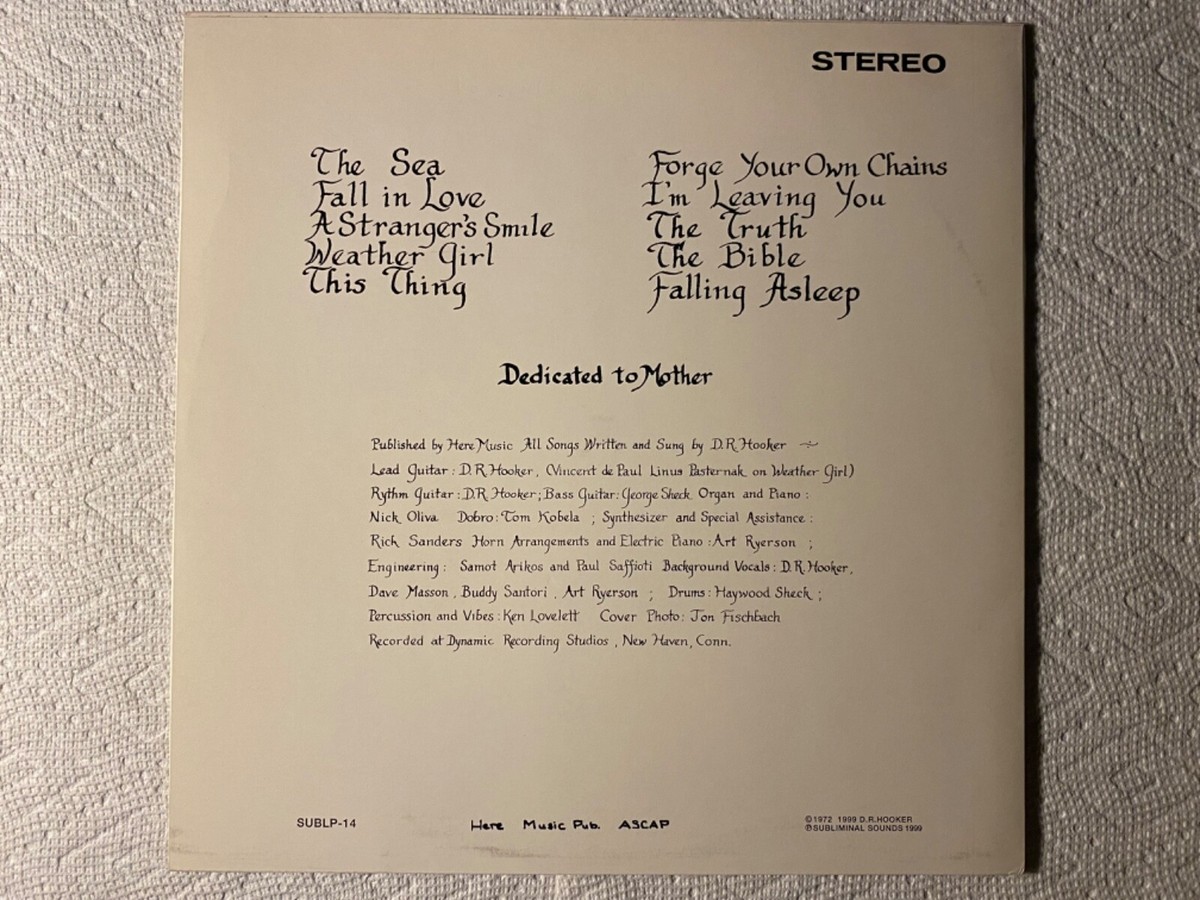 STEREO
The Sea
Fall in Love
A Stranger's Smile
Weather Girl
This Thing
Forge Your Own Chains
I'm Leaving You
The Truth
The Bible
Falling Asleep
Dedicated to Mother
Published by Here Music All Songs Written and Sung by D.R. Hooker
Lead Guitar: D.R. Hooker, (Vincent de Paul Linus Pasternak on Weather Girl)
Rythm Guitar: D.R. Hooker; Bass Guitar: George Sheck Organ and Piano:
Nick Oliva Dobro: Tom Kobela ; Synthesizer and Special Assistance:
Rich Sanders Horn Arrangements and Electric Piano: Art Ryerson ;
Engineering: Samot Arikos and Paul Saffioti Background Vocals: D.R. Hooker,
Dave Masson, Buddy Santori, Art Ryerson ; Drums: Haywood Sheck;
Percussion and Vibes: Ken Lovelett Cover Photo: Jon Fischbach
Recorded at Dynamic Recording Studios, New Haven, Conn.
SUBLP-14
Here Music Pub. ASCAP
©1972 1999 D.R.HOOKER
℗SUBLIMINAL SOUNDS 1999